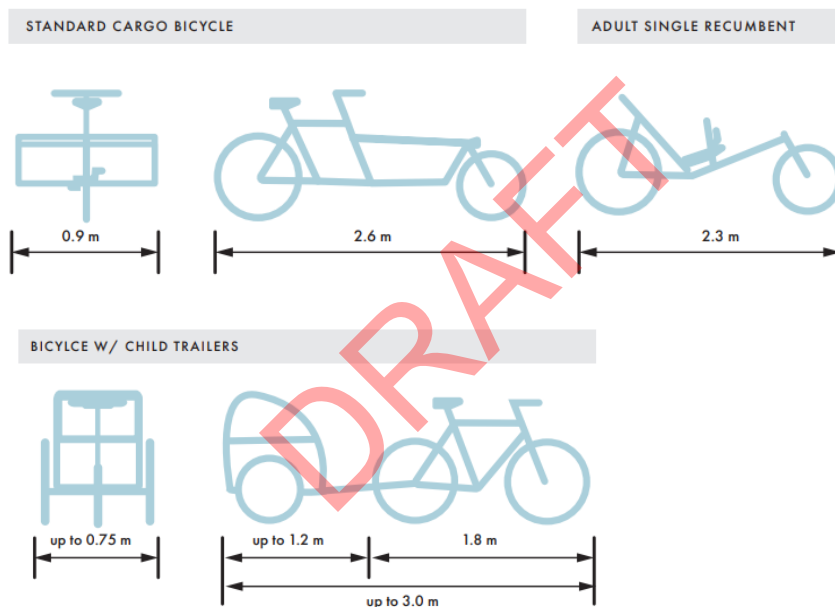 STANDARD CARGO BICYCLE
ADULT SINGLE RECUMBENT
0.9 m
2.6 m
2.3 m
BICYLCE W/ CHILD TRAILERS
up to 0.75 m
up to 1.2 m
1.8 m
up to 3.0 m
DRAFT